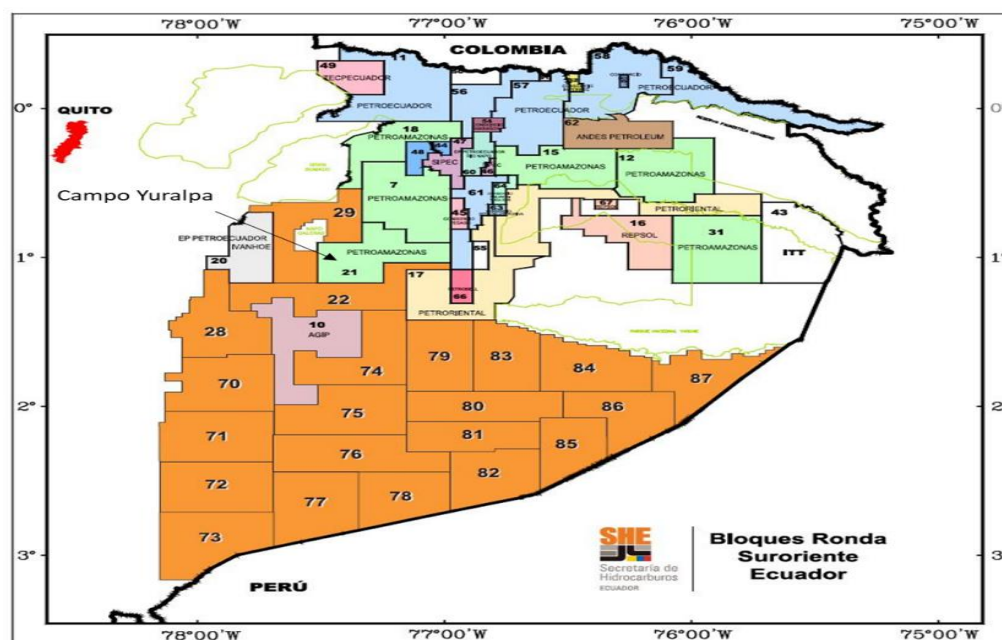 78°00'
77°00'
76°00'
75°00'
COLOMBIA
11
58
59
49
57
56
PETROECUADOR
PETROECUADOR
PETROECUADOR
0°
QUITO
18
62
ANDES PETROLEUM
PETROAMAZONAS
47
44
48
SIPEC
15
PETROAMAZONAS
12
PETROAMAZONAS
60
7
PETROAMAZONAS
61
Campo Yuralpa
29
45
67
PETRORIENTAL
16
REPSOL
43
EP PETROECUADOR
IVANHOE
PETROAMAZONAS
55
31
PETROAMAZONAS
ITT
20
1°
21
17
22
66
PETRORIENTAL
10
AGIP
28
79
83
84
74
87
70
2°
75
80
86
71
81
85
76
82
72
77
78
73
SHE
Secretaría de
Hidrocarburos
ECUADOR
Bloques Ronda
Suroriente
Ecuador
3°
PERÚ
78°00'
77°00'
76°00'
75°00'